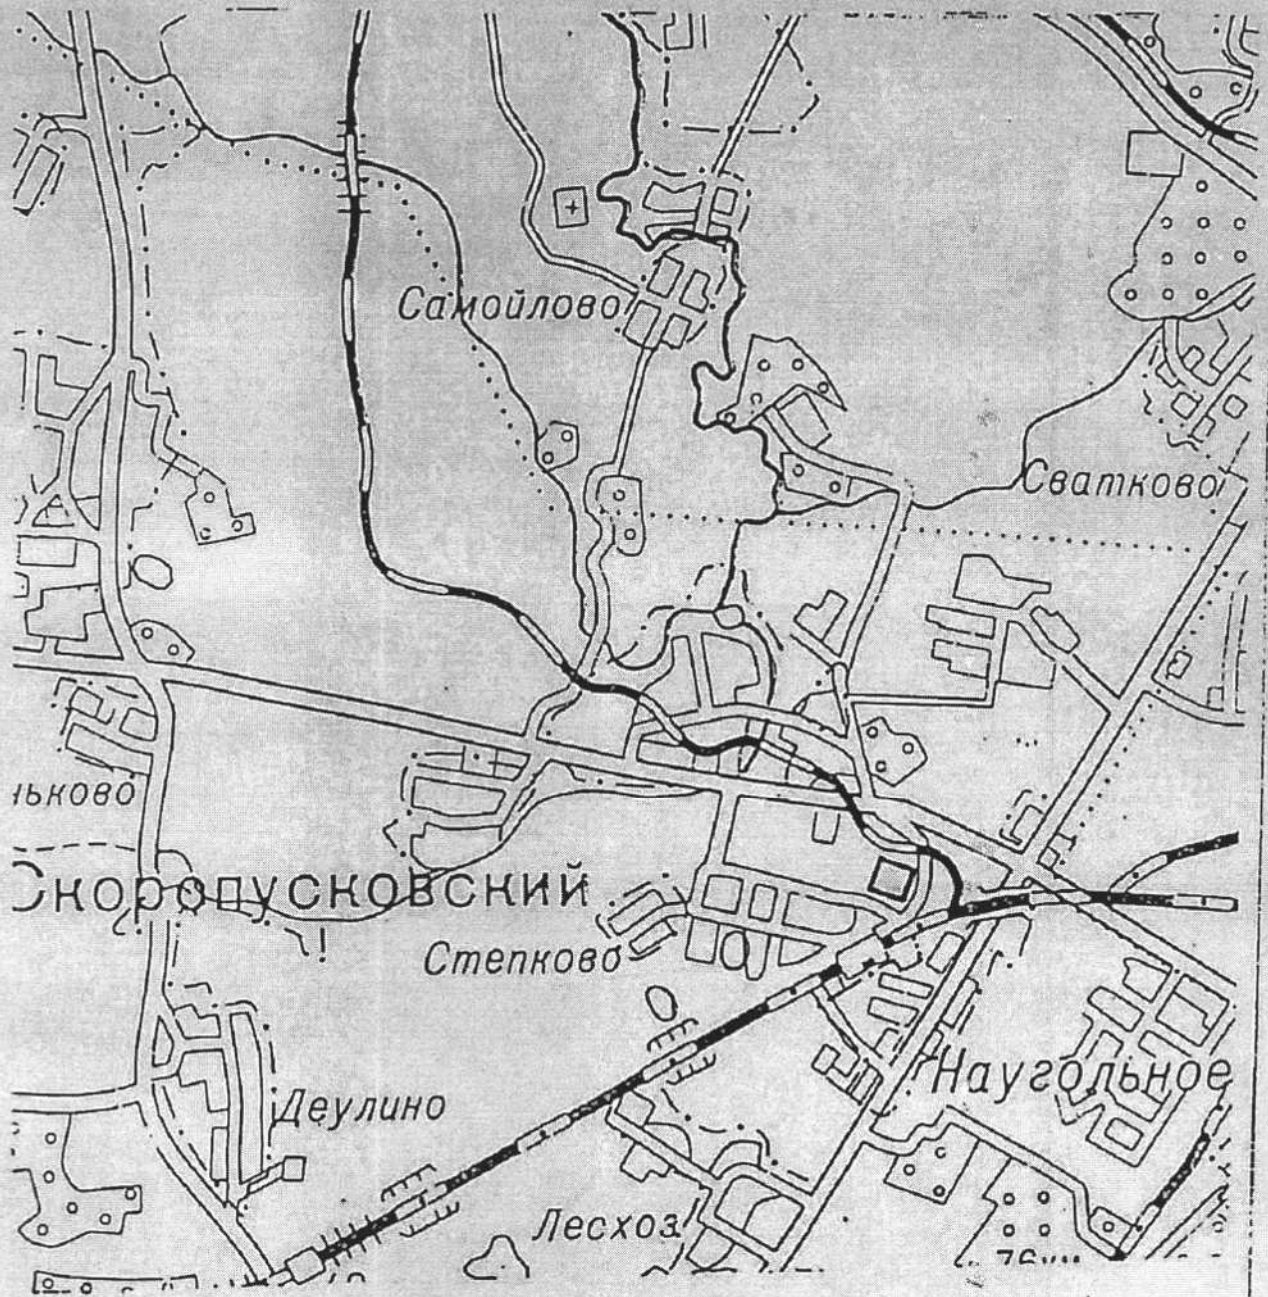 Самойлово
Сватково
ньково
Скоропусковский
Степково
Наугольное
Деулино
Лесхоз